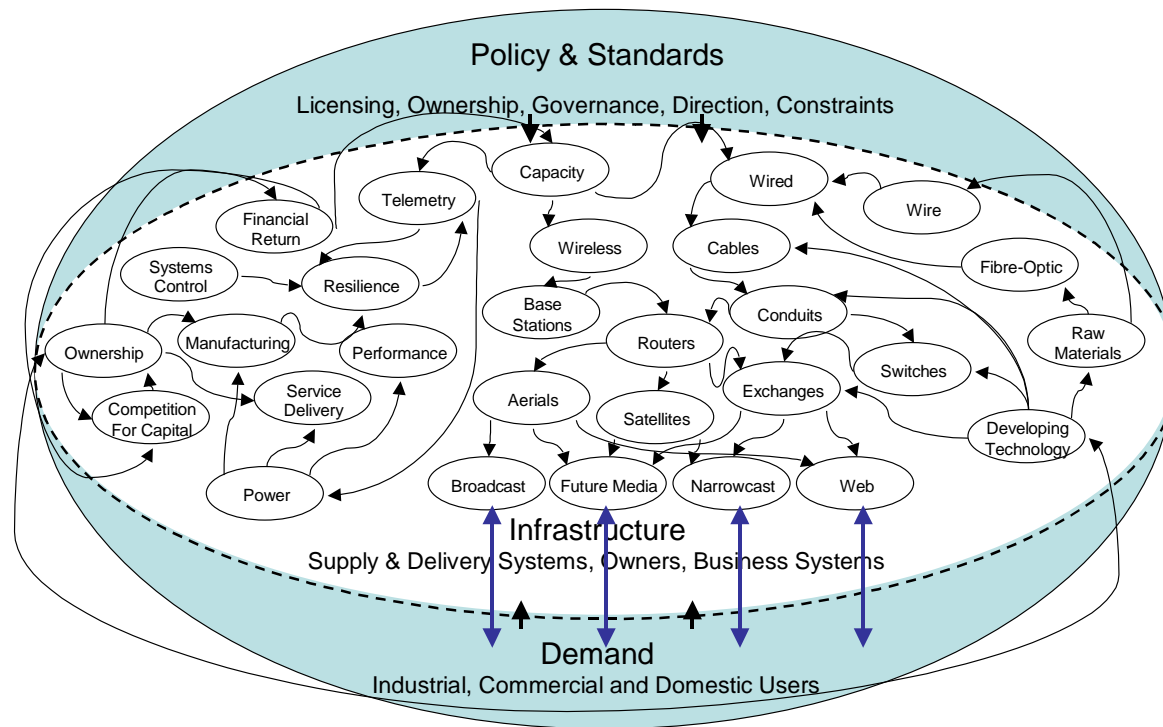 Policy & Standards
Licensing, Ownership, Governance, Direction, Constraints
Capacity
Wired
Telemetry
Wire
Financial
Return
Wireless
Cables
Systems
Control
Resilience
Fibre-Optic
Base
Stations
Conduits
Ownership
Manufacturing
Performance
Routers
Raw
Materials
Switches
Service
Delivery
Exchanges
Aerials
Satellites
Competition
For Capital
Developing
Technology
Power
Broadcast
Future Media
Narrowcast
Web
Infrastructure
Supply & Delivery Systems, Owners, Business Systems
Demand
Industrial, Commercial and Domestic Users